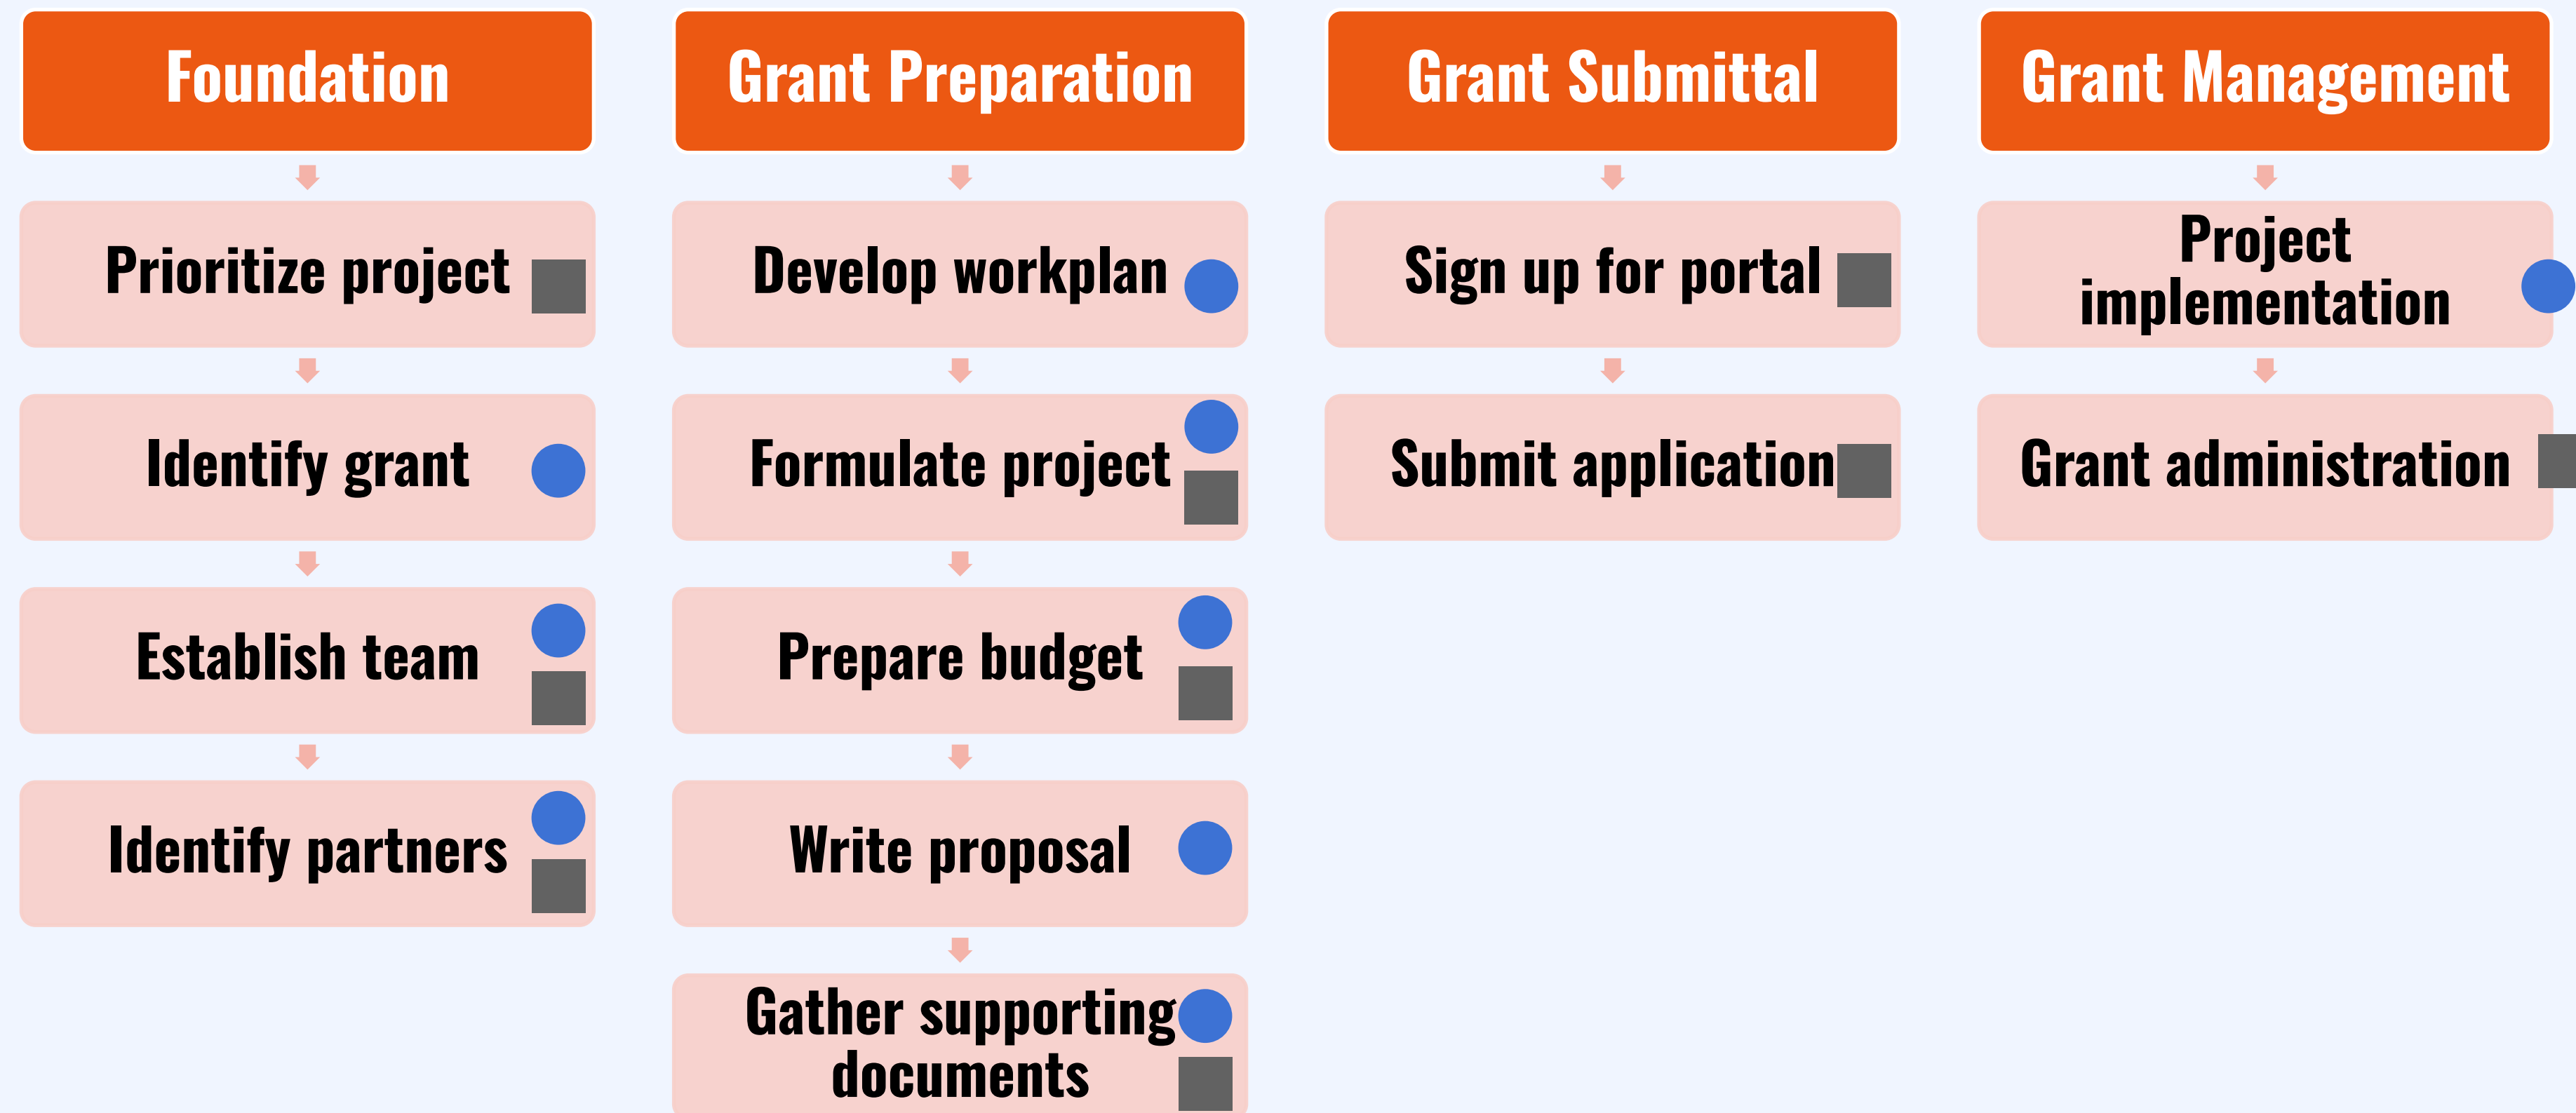 Foundation
Prioritize project
Identify grant
Establish team
Identify partners
Grant Preparation
Develop workplan
Formulate project
Prepare budget
Write proposal
Gather supporting
documents
Grant Submittal
Sign up for portal
Submit application
Grant Management
Project
implementation
Grant administration